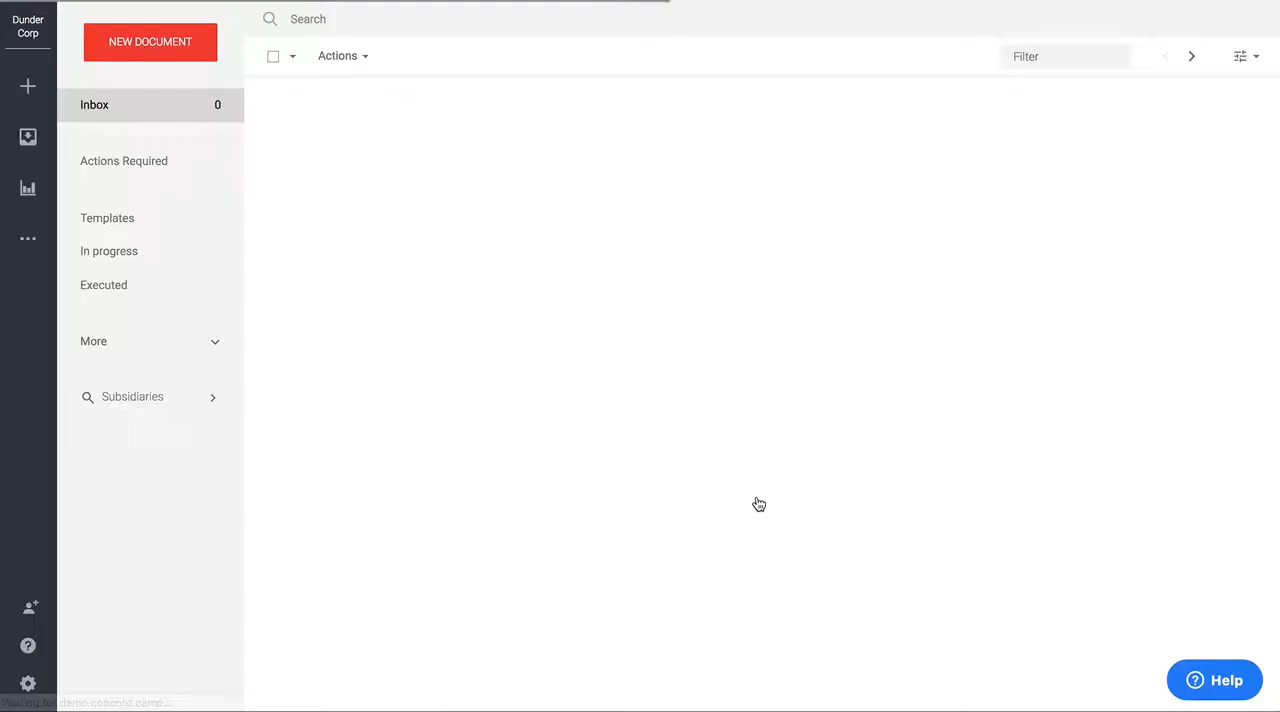 Dunder
Corp
NEW DOCUMENT
Search
Actions
Filter
Inbox 0
Actions Required
Templates
In progress
Executed
More
Subsidiaries
Help